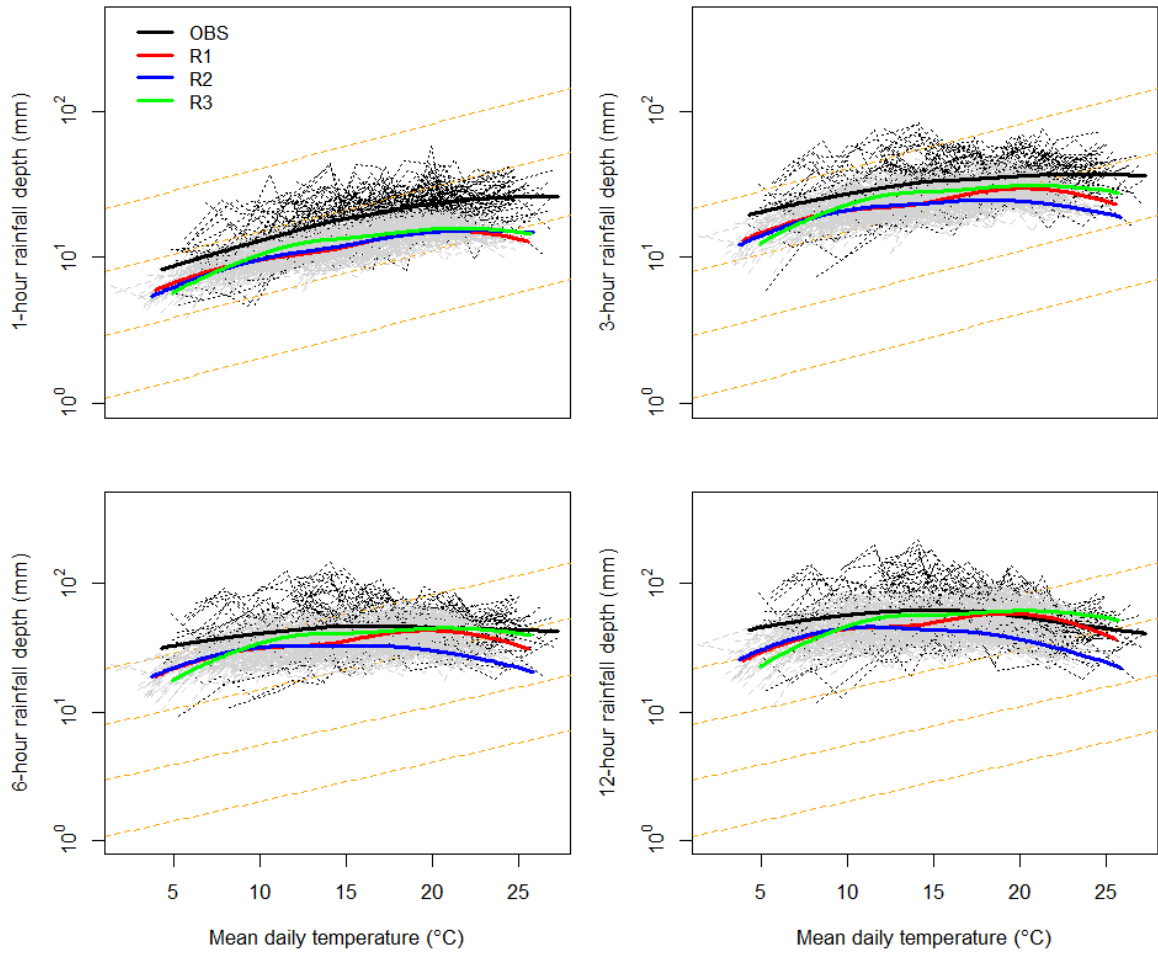 OBS
R1
R2
R3
1-hour rainfall depth (mm)
10^2
10^1
10^0
3-hour rainfall depth (mm)
10^2
10^1
10^0
6-hour rainfall depth (mm)
10^2
10^1
10^0
5 10 15 20 25
Mean daily temperature (°C)
12-hour rainfall depth (mm)
10^2
10^1
10^0
5 10 15 20 25
Mean daily temperature (°C)